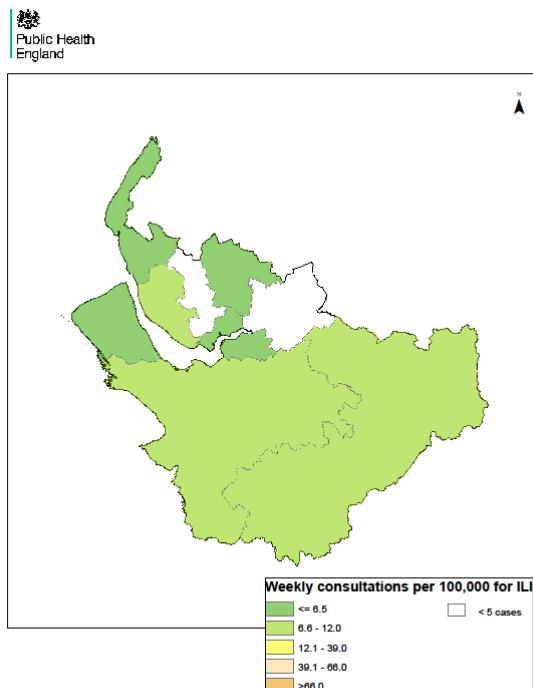 Public Health
England
Weekly consultations per 100,000 for ILI
<= 6.5
< 5 cases
6.6 - 12.0
12.1 - 39.0
39.1 - 66.0
>66.0